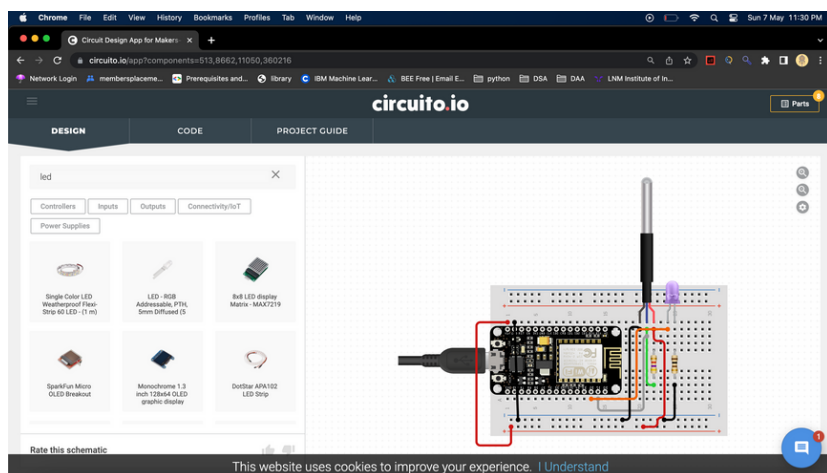 Chrome File Edit View History Bookmarks Profiles Tab Window Help
Sun 7 May 11:30 PM
Circuit Design App for Makers-
circuito.io/app?components=513,8662,11050,360216
Network Login
membersplaceme...
Prerequisites and...
library
IBM Machine Lear...
BEE Free | Email E...
python
DSA
DAA
LNM Institute of In...
circuito.io
Parts
DESIGN CODE PROJECT GUIDE
led
Controllers Inputs Outputs Connectivity/IoT
Power Supplies
Single Color LED
Weatherproof Flexi-
Strip 60 LED - (1 m)
LED - RGB
Addressable, PTH,
5mm Diffused (5
8x8 LED display
Matrix - MAX7219
SparkFun Micro
OLED Breakout
Monochrome 1.3
inch 128x64 OLED
graphic display
DotStar APA102
LED Strip
Rate this schematic
1
This website uses cookies to improve your experience. I Understand